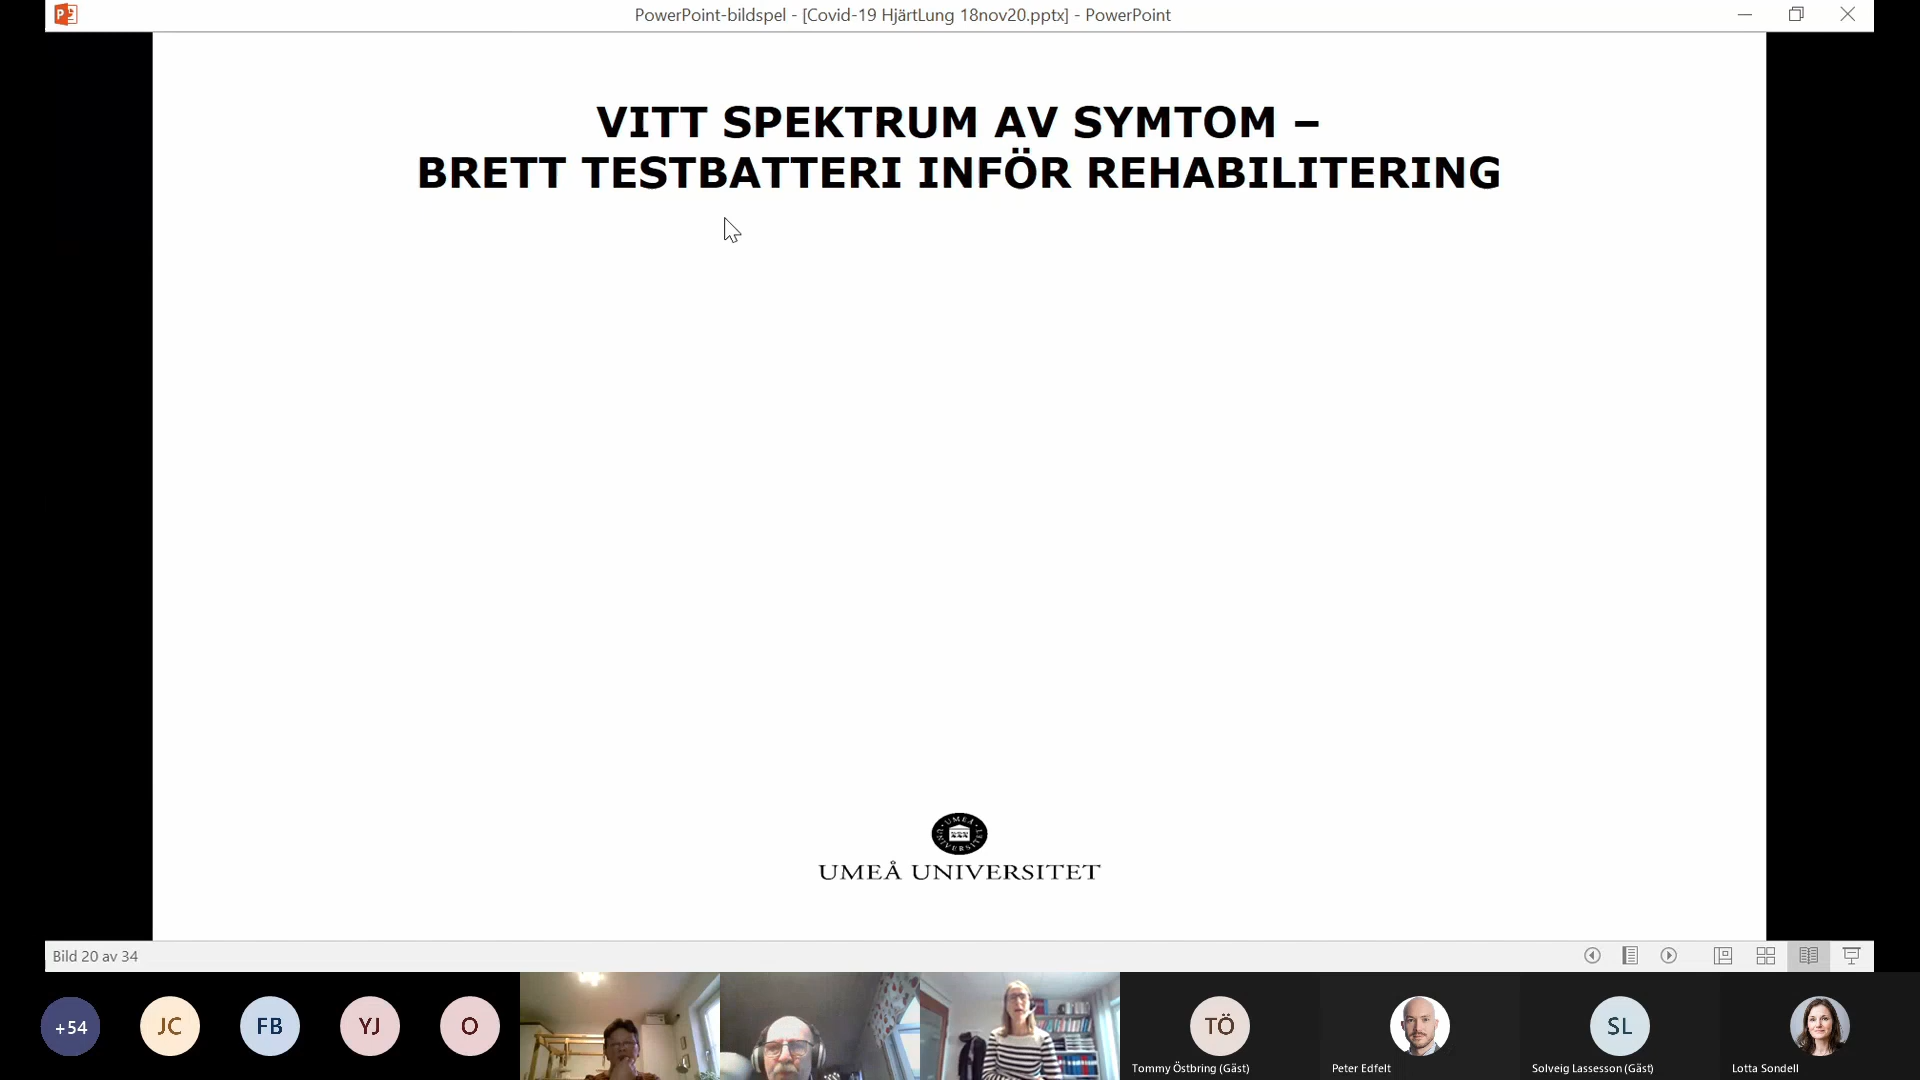 PowerPoint-bildspel - [Covid-19 HjärtLung 18nov20.pptx] - PowerPoint
VITT SPEKTRUM AV SYMTOM –
BRETT TESTBATTERI INFÖR REHABILITERING
UMEÅ UNIVERSITET
UMEÅ UNIVERSITET
Bild 20 av 34
+54
JC
FB
YJ
O
TÖ
SL
Tommy Östbring (Gäst)
Peter Edfelt
Solveig Lassesson (Gäst)
Lotta Sondell